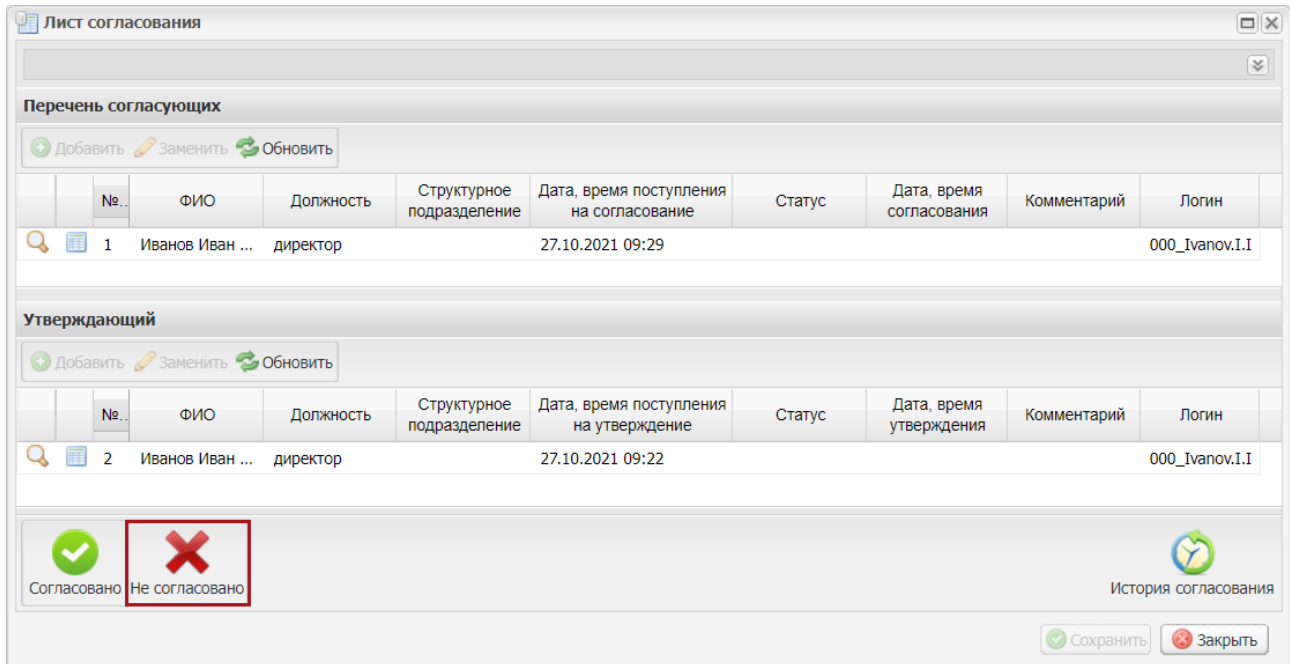 Лист согласования
Перечень согласующих
Добавить Заменить Обновить
№.. ФИО Должность Структурное подразделение Дата, время поступления на согласование Статус Дата, время согласования Комментарий Логин
1 Иванов Иван ... директор 27.10.2021 09:29 000_Ivanov.I.I
Утверждающий
Добавить Заменить Обновить
№.. ФИО Должность Структурное подразделение Дата, время поступления на утверждение Статус Дата, время утверждения Комментарий Логин
2 Иванов Иван ... директор 27.10.2021 09:22 000_Ivanov.I.I
Согласовано Не согласовано История согласования
Сохранить Закрыть